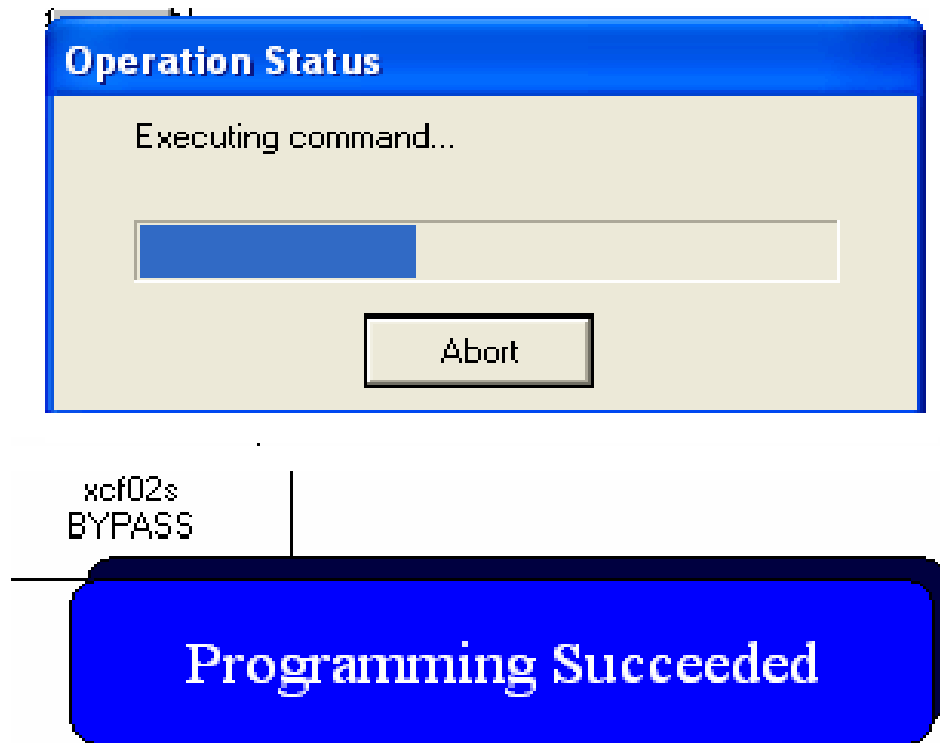 Operation Status
Executing command...
Abort
xcf02s
BYPASS
Programming Succeeded